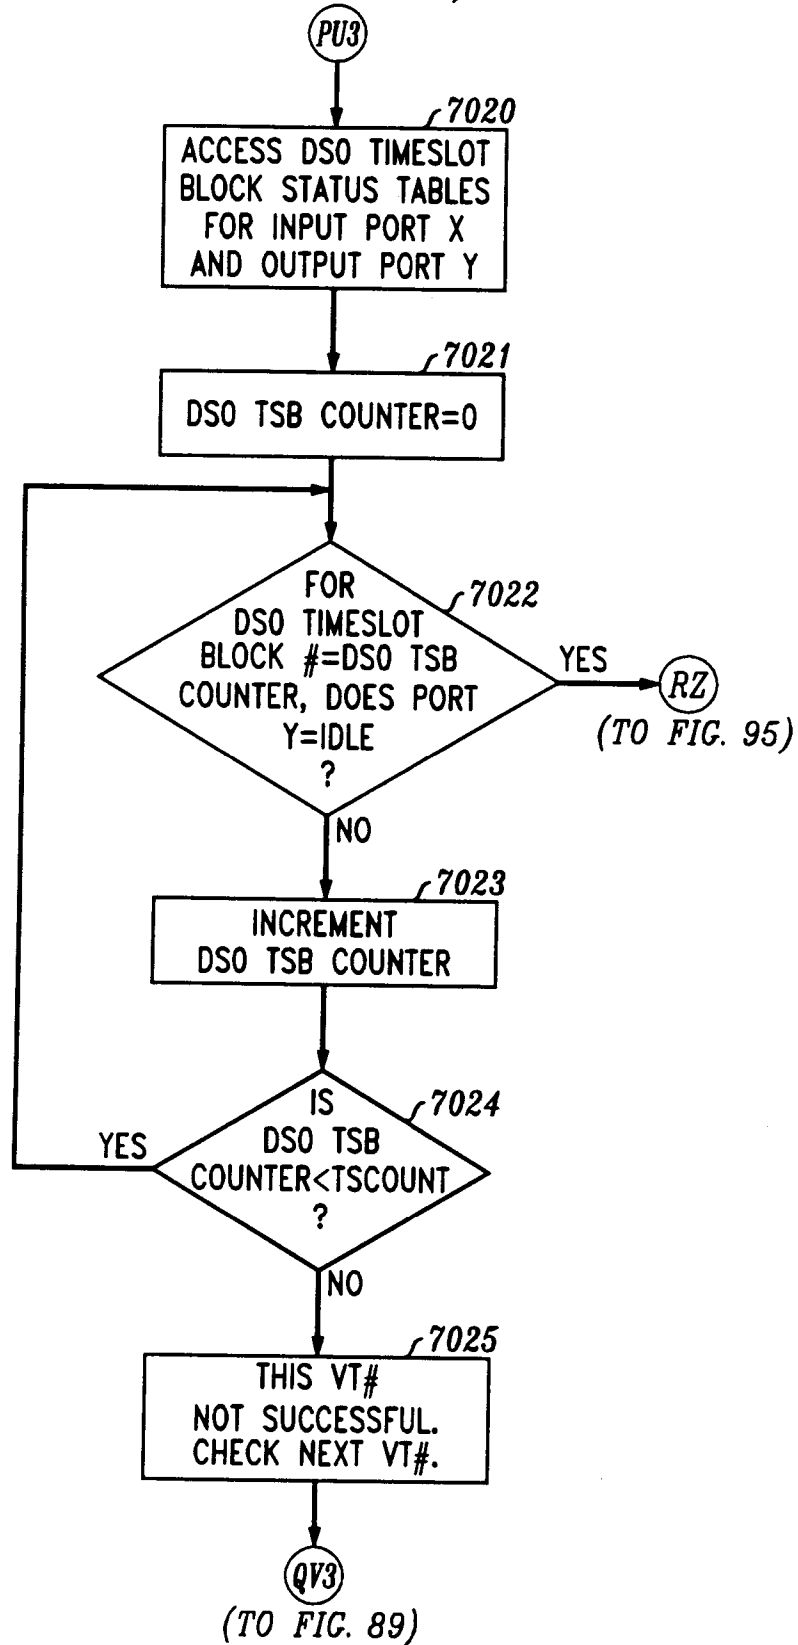 PU3
7020
ACCESS DS0 TIMESLOT
BLOCK STATUS TABLES
FOR INPUT PORT X
AND OUTPUT PORT Y
7021
DS0 TSB COUNTER=0
7022
FOR
DS0 TIMESLOT
BLOCK #=DS0 TSB
COUNTER, DOES PORT
Y=IDLE
?
YES
RZ
(TO FIG. 95)
NO
7023
INCREMENT
DS0 TSB COUNTER
7024
IS
DS0 TSB
COUNTER<TSCOUNT
?
YES
NO
7025
THIS VT#
NOT SUCCESSFUL.
CHECK NEXT VT#.
QV3
(TO FIG. 89)